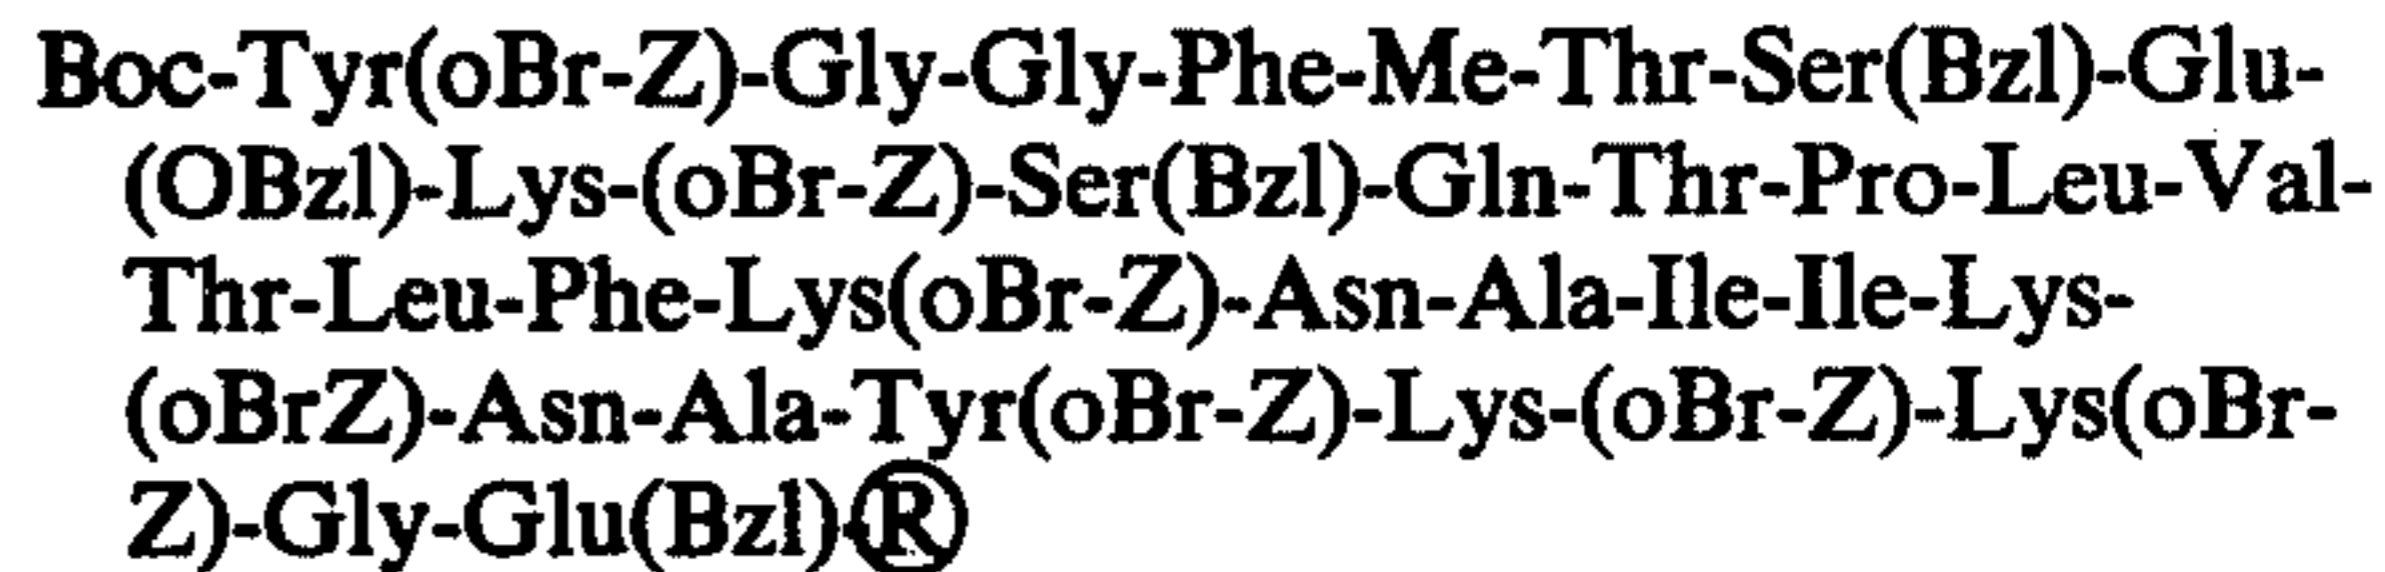 Boc-Tyr(oBr-Z)-Gly-Gly-Phe-Me-Thr-Ser(Bzl)-Glu-
(OBzl)-Lys-(oBr-Z)-Ser(Bzl)-Gln-Thr-Pro-Leu-Val-
Thr-Leu-Phe-Lys(oBr-Z)-Asn-Ala-Ile-Ile-Lys-
(oBrZ)-Asn-Ala-Tyr(oBr-Z)-Lys-(oBr-Z)-Lys(oBr-
Z)-Gly-Glu(Bzl)-Ⓡ